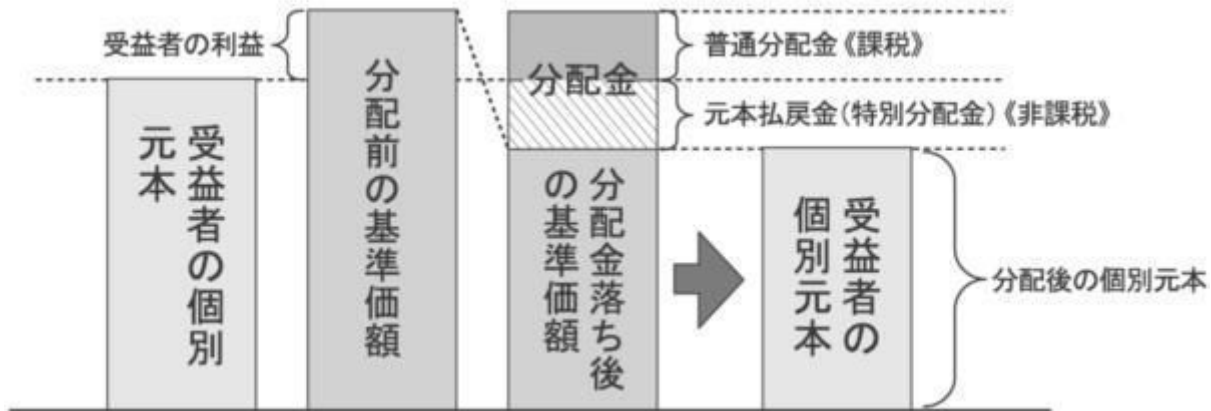 受益者の利益
受益者の個別
元本
分配前の基準価額
分配金
分配金落ち後
の基準価額
普通分配金《課税》
元本払戻金(特別分配金)《非課税》
受益者の
個別元本
分配後の個別元本